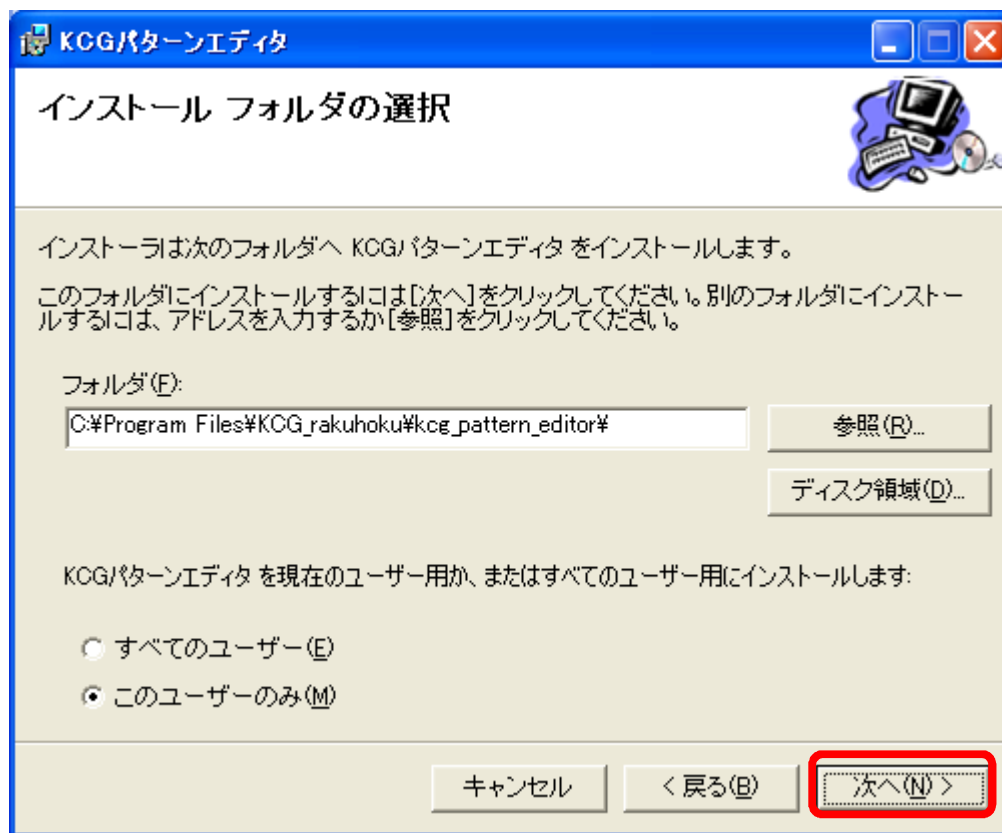 KCGパターンエディタ
インストール フォルダの選択
インストーラは次のフォルダへ KCGパターンエディタ をインストールします。
このフォルダにインストールするには[次へ]をクリックしてください。別のフォルダにインストー
ルするには、アドレスを入力するか[参照]をクリックしてください。
フォルダ(F):
C:¥Program Files¥KCG_rakuhoku¥kcg_pattern_editor¥
参照(R)...
ディスク領域(D)...
KCGパターンエディタ を現在のユーザー用か、またはすべてのユーザー用にインストールします:
すべてのユーザー(E)
このユーザーのみ(M)
キャンセル
< 戻る(B)
次へ(N) >